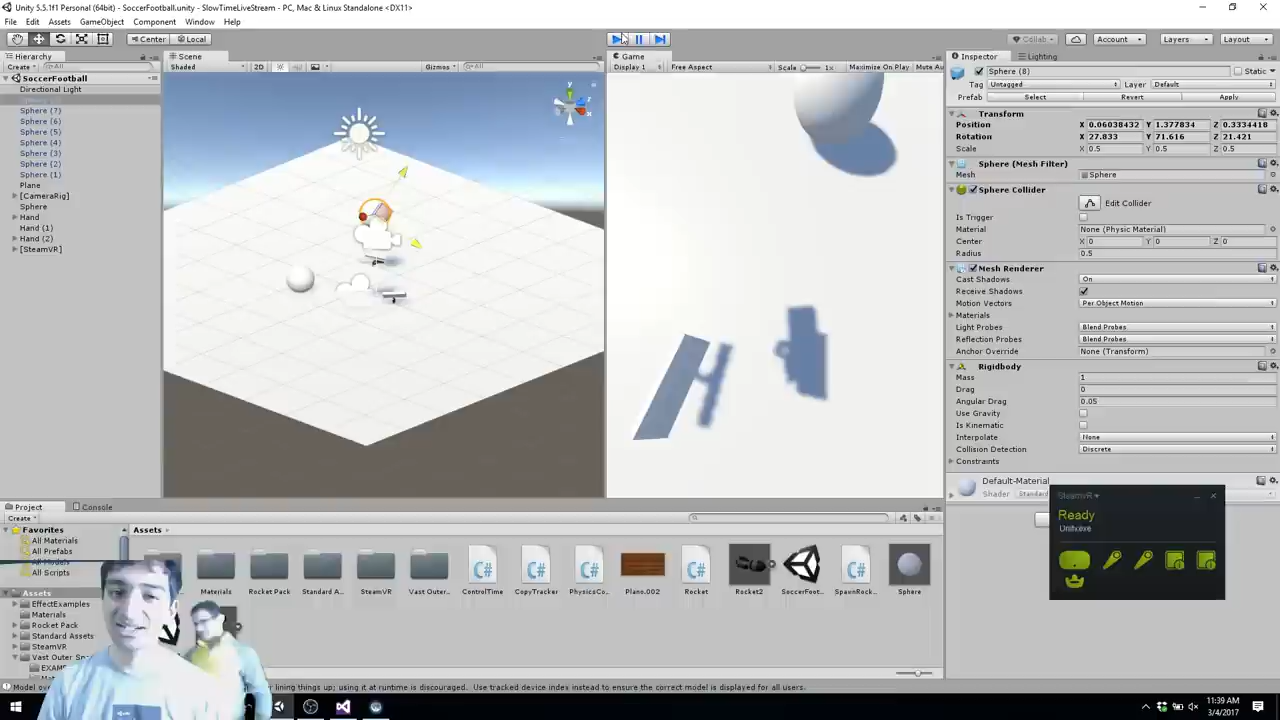 Unity 5.5.1f1 Personal (64bit) - SoccerFootball.unity - SlowTimeLiveStream - PC, Mac & Linux Standalone <DX11>
File Edit Assets GameObject Component Window Help
Center Local
Collab Account Layers Layout
Hierarchy
Create All
SoccerFootball
Directional Light
Sphere (7)
Sphere (6)
Sphere (5)
Sphere (4)
Sphere (3)
Sphere (2)
Sphere (1)
Plane
[CameraRig]
Sphere
Hand
Hand (1)
Hand (2)
[SteamVR]
Scene
Shaded 2D Gizmos All
y
Game
Display 1 Free Aspect Scale 1x Maximize On Play Mute Au
Inspector Lighting
Sphere (8) Static
Tag Untagged Layer Default
Prefab Select Revert Apply
Transform
Position X 0.06038432 Y 1.377834 Z 0.3334418
Rotation X 27.833 Y 71.616 Z 21.421
Scale X 0.5 Y 0.5 Z 0.5
Sphere (Mesh Filter)
Mesh Sphere
Sphere Collider
Edit Collider
Is Trigger
Material None (Physic Material)
Center X 0 Y 0 Z 0
Radius 0.5
Mesh Renderer
Cast Shadows On
Receive Shadows
Motion Vectors Per Object Motion
Materials
Light Probes Blend Probes
Reflection Probes Blend Probes
Anchor Override None (Transform)
Rigidbody
Mass 1
Drag 0
Angular Drag 0.05
Use Gravity
Is Kinematic
Interpolate None
Collision Detection Discrete
Constraints
Default-Material
Shader Standard
SteamVR
Ready
Project Console
Create
Favorites
All Materials
All Models
All Prefabs
All Scripts
Assets
EffectExamples
Materials
Rocket Pack
Standard Assets
SteamVR
Vast Outer Sp
EXAM
Assets
Materials Rocket Pack Standard A... SteamVR Vast Outer... ControlTime CopyTracker PhysicsCo... Plano.002 Rocket Rocket2 SoccerFoot... SpawnRock... Sphere
Model ove lining things up; using it at runtime is discouraged. Use tracked device index instead to ensure the correct model is displayed for all users.
11:39 AM
3/4/2017